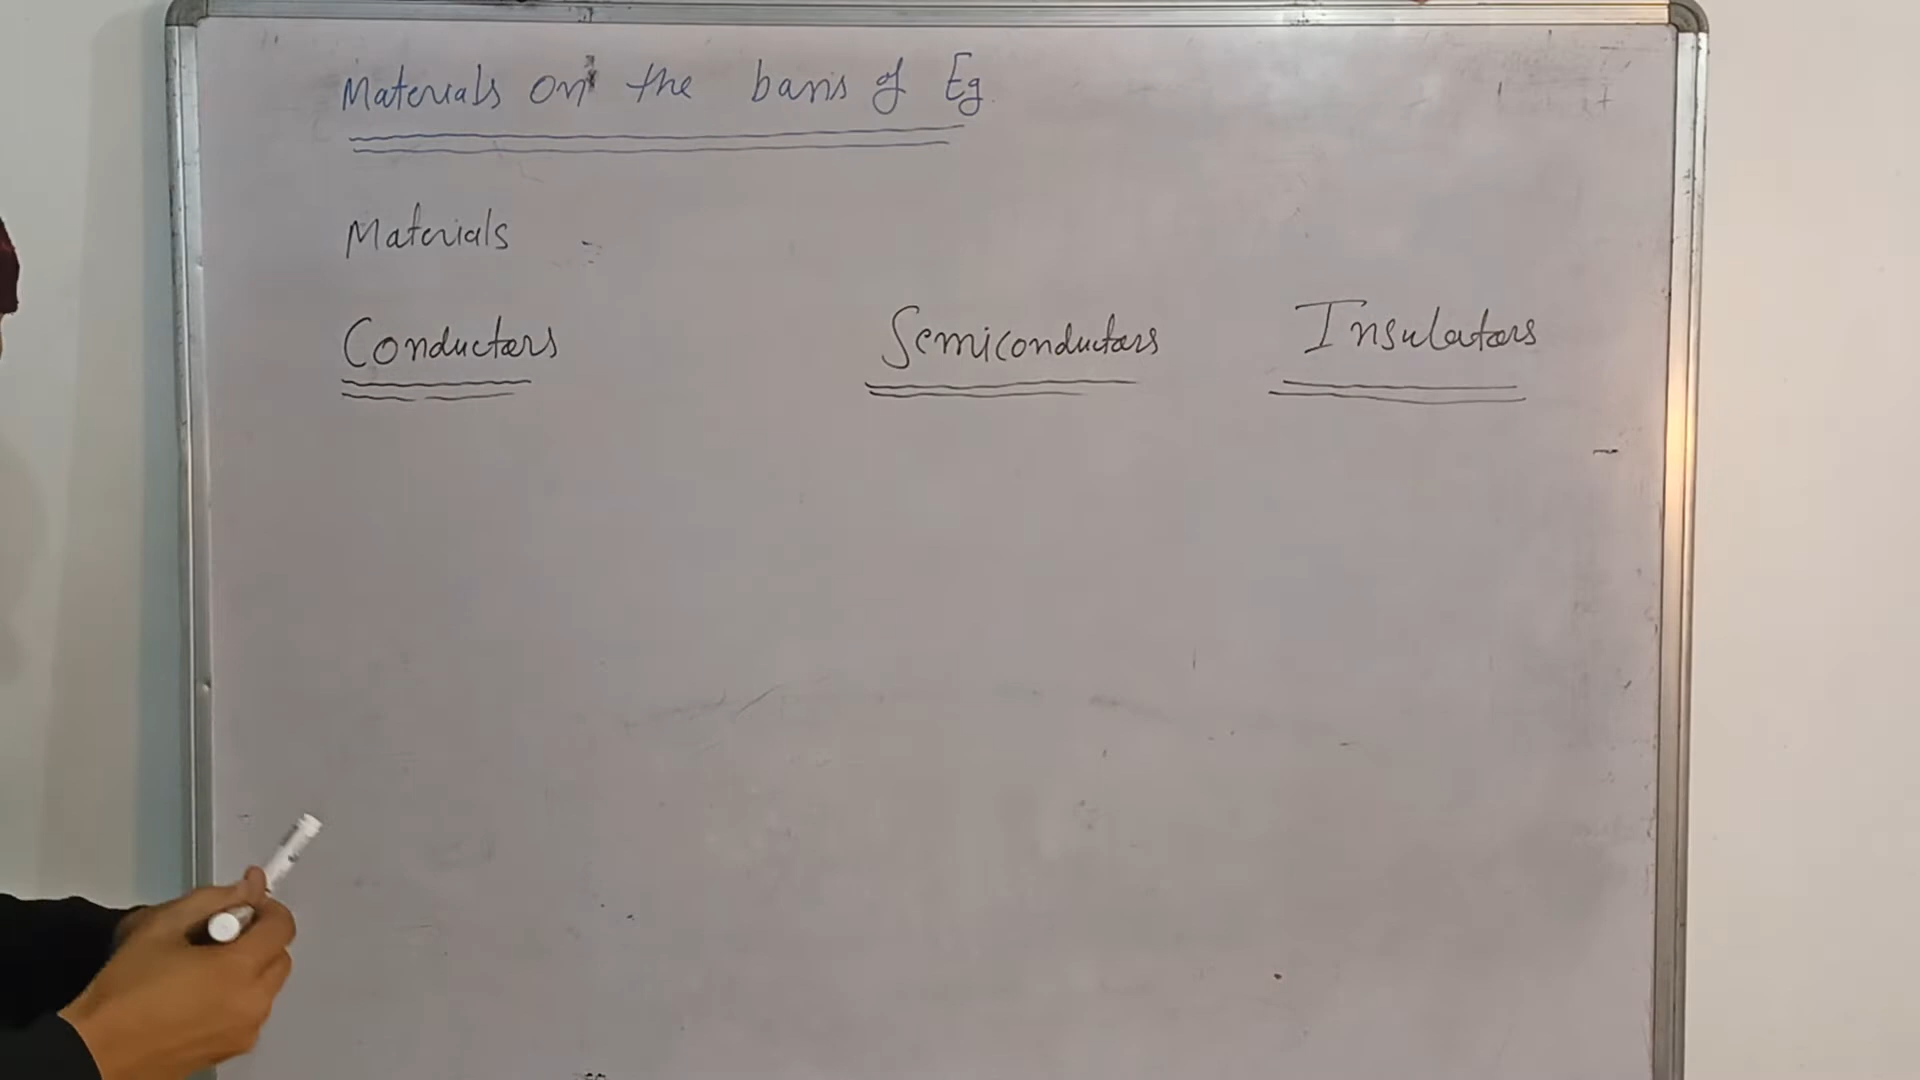 Materials on the basis of Eg
Materials
Conductors Semiconductors Insulators